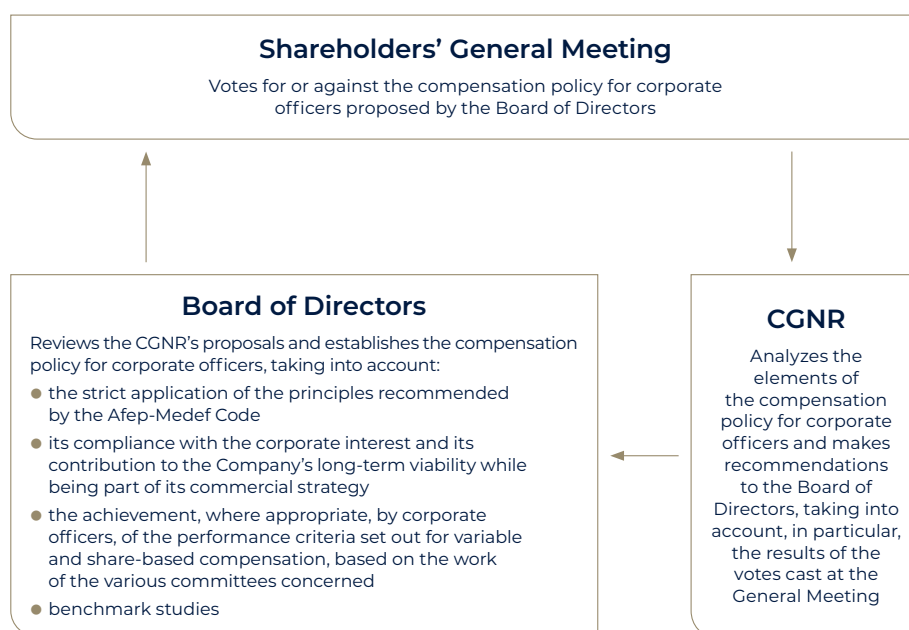 Shareholders’ General Meeting
Votes for or against the compensation policy for corporate
officers proposed by the Board of Directors
Board of Directors
Reviews the CGNR’s proposals and establishes the compensation
policy for corporate officers, taking into account:
● the strict application of the principles recommended
by the Afep-Medef Code
● its compliance with the corporate interest and its
contribution to the Company’s long-term viability while
being part of its commercial strategy
● the achievement, where appropriate, by corporate
officers, of the performance criteria set out for variable
and share-based compensation, based on the work
of the various committees concerned
● benchmark studies
CGNR
Analyzes the
elements of
the compensation
policy for corporate
officers and makes
recommendations
to the Board of
Directors, taking into
account, in particular,
the results of the
votes cast at the
General Meeting